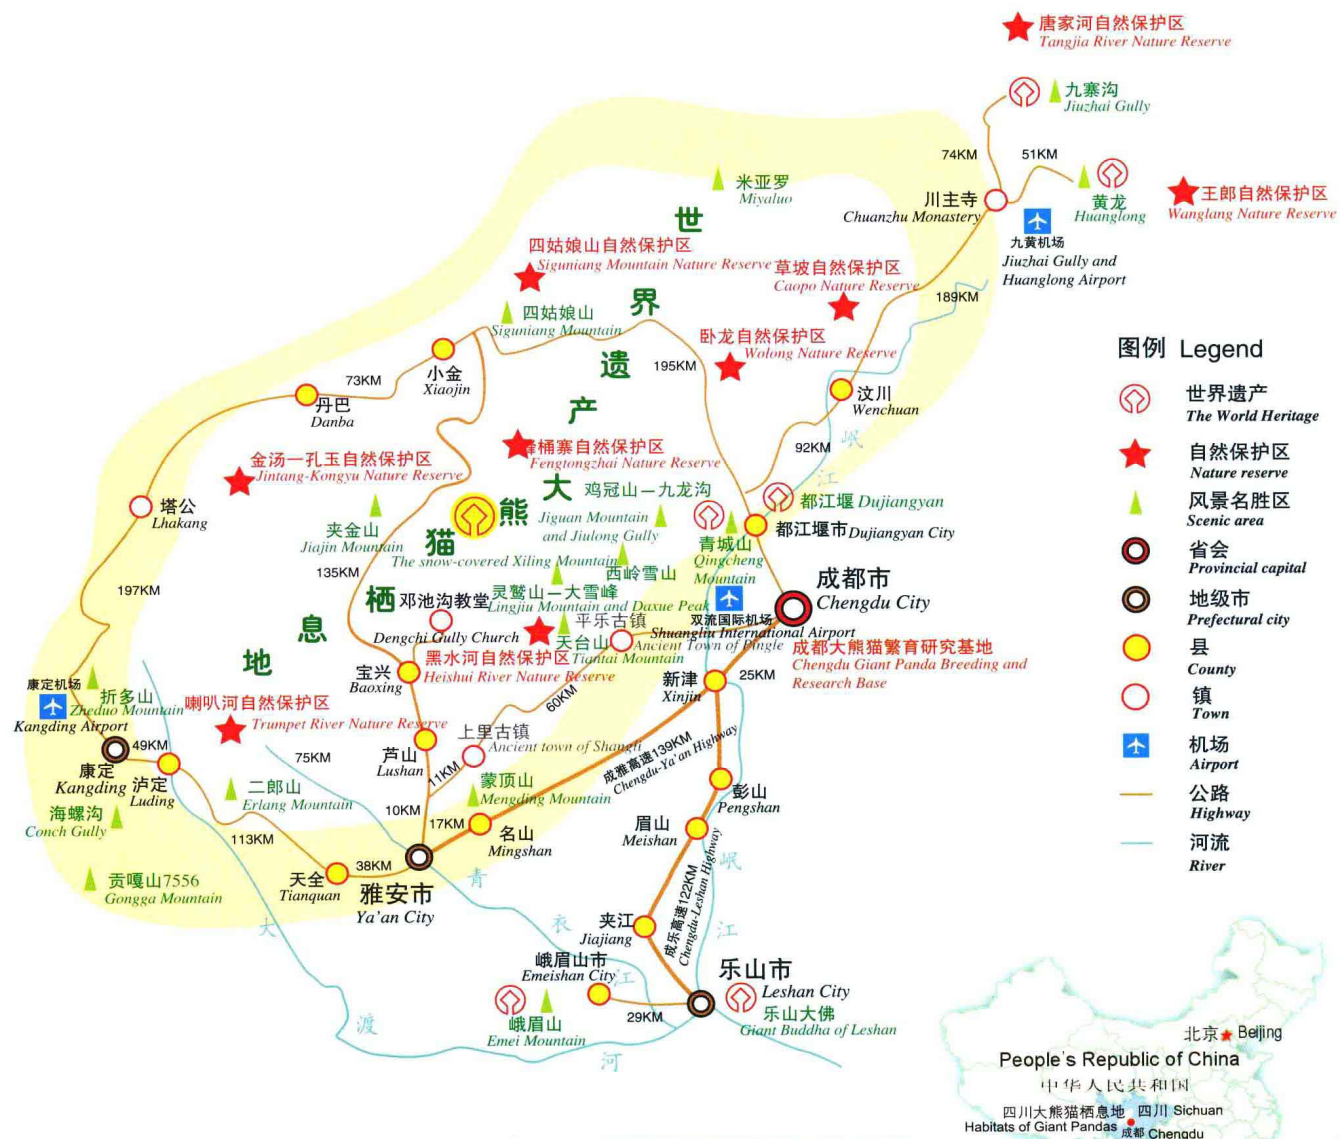 唐家河自然保护区
Tangjia River Nature Reserve
九寨沟
Jiuzhai Gully
74KM
51KM
川主寺
Chuanzhu Monastery
黄龙
Huanglong
王郎自然保护区
Wanglang Nature Reserve
九黄机场
Jiuzhai Gully and
Huanglong Airport
189KM
米亚罗
Miyaluo
世
界
遗
产
大
熊
猫
栖
息
地
四姑娘山自然保护区
Siguniang Mountain Nature Reserve
草坡自然保护区
Caopo Nature Reserve
四姑娘山
Siguniang Mountain
卧龙自然保护区
Wolong Nature Reserve
195KM
小金
Xiaojin
73KM
丹巴
Danba
汶川
Wenchuan
92KM
岷
江
金汤一孔玉自然保护区
Jintang-Kongyu Nature Reserve
蜂桶寨自然保护区
Fengtongzhai Nature Reserve
塔公
Lhakang
夹金山
Jiajin Mountain
鸡冠山—九龙沟
Jiguan Mountain
and Jiulong Gully
都江堰 Dujiangyan
都江堰市 Dujiangyan City
青城山
Qingcheng
Mountain
The snow-covered Xiling Mountain
西岭雪山
135KM
197KM
灵鹫山—大雪峰
Lingjiu Mountain and Daxue Peak
成都市
Chengdu City
邓池沟教堂
Dengchi Gully Church
平乐古镇
Ancient Town of Pingle
双流国际机场
Shuangliu International Airport
天台山
Tiantai Mountain
黑水河自然保护区
Heishui River Nature Reserve
成都大熊猫繁育研究基地
Chengdu Giant Panda Breeding and
Research Base
宝兴
Baoxing
新津
Xinjin
25KM
60KM
康定机场
Kangding Airport
折多山
Zheduo Mountain
喇叭河自然保护区
Trumpet River Nature Reserve
49KM
康定
Kangding
泸定
Luding
75KM
芦山
Lushan
上里古镇
Ancient town of Shangli
11KM
成雅高速139KM
Chengdu-Ya'an Highway
彭山
Pengshan
二郎山
Erlang Mountain
海螺沟
Conch Gully
蒙顶山
Mengding Mountain
10KM
17KM
名山
Mingshan
眉山
Meishan
113KM
38KM
贡嘎山7556
Gongga Mountain
天全
Tianquan
雅安市
Ya'an City
青
衣
江
大
渡
河
岷
江
夹江
Jiajiang
成乐高速122KM
Chengdu-Leshan Highway
峨眉山市
Emeishan City
29KM
峨眉山
Emei Mountain
乐山市
Leshan City
乐山大佛
Giant Buddha of Leshan
图例 Legend
世界遗产
The World Heritage
自然保护区
Nature reserve
风景名胜区
Scenic area
省会
Provincial capital
地级市
Prefectural city
县
County
镇
Town
机场
Airport
公路
Highway
河流
River
北京 Beijing
People's Republic of China
中华人民共和国
四川大熊猫栖息地 四川 Sichuan
Habitats of Giant Pandas
成都 Chengdu